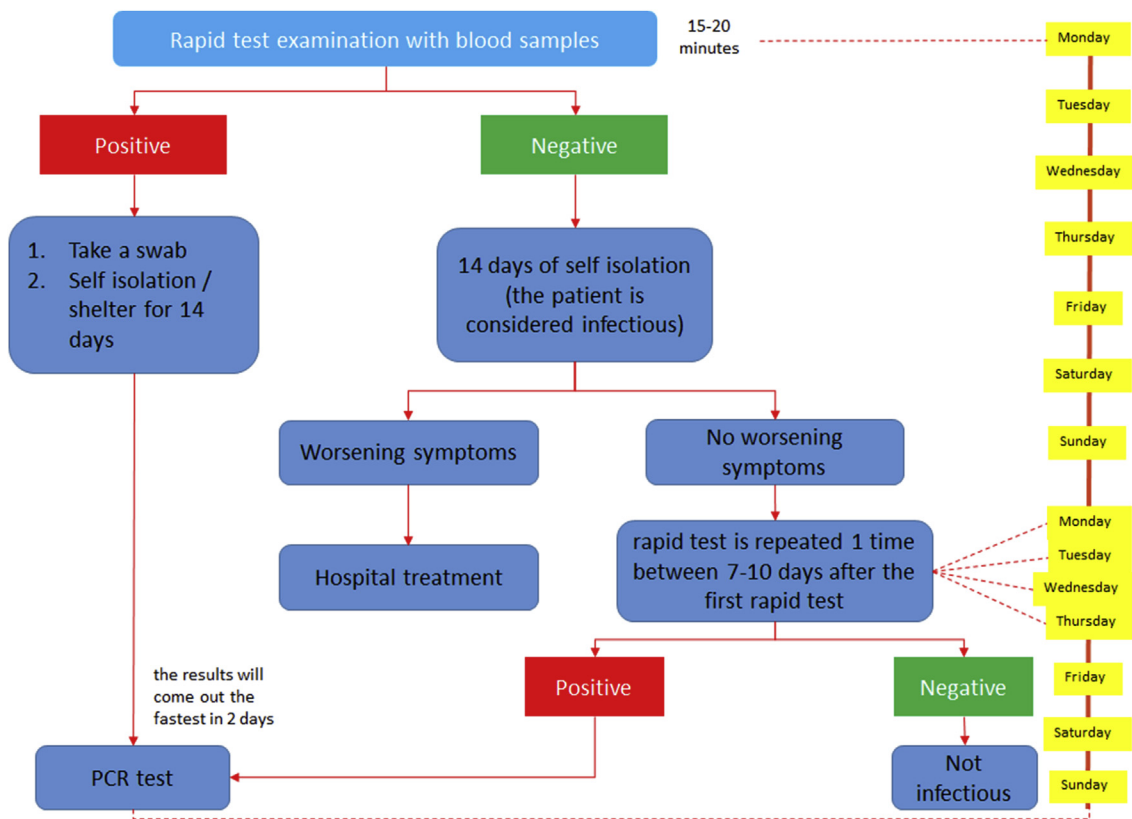 Rapid test examination with blood samples
15-20
minutes
Monday
Tuesday
Wednesday
Thursday
Friday
Saturday
Sunday
Monday
Tuesday
Wednesday
Thursday
Friday
Saturday
Sunday
Positive
Negative
1. Take a swab
2. Self isolation /
shelter for 14
days
14 days of self isolation
(the patient is
considered infectious)
Worsening symptoms
No worsening
symptoms
Hospital treatment
rapid test is repeated 1 time
between 7-10 days after the
first rapid test
the results will
come out the
fastest in 2 days
Positive
Negative
PCR test
Not
infectious